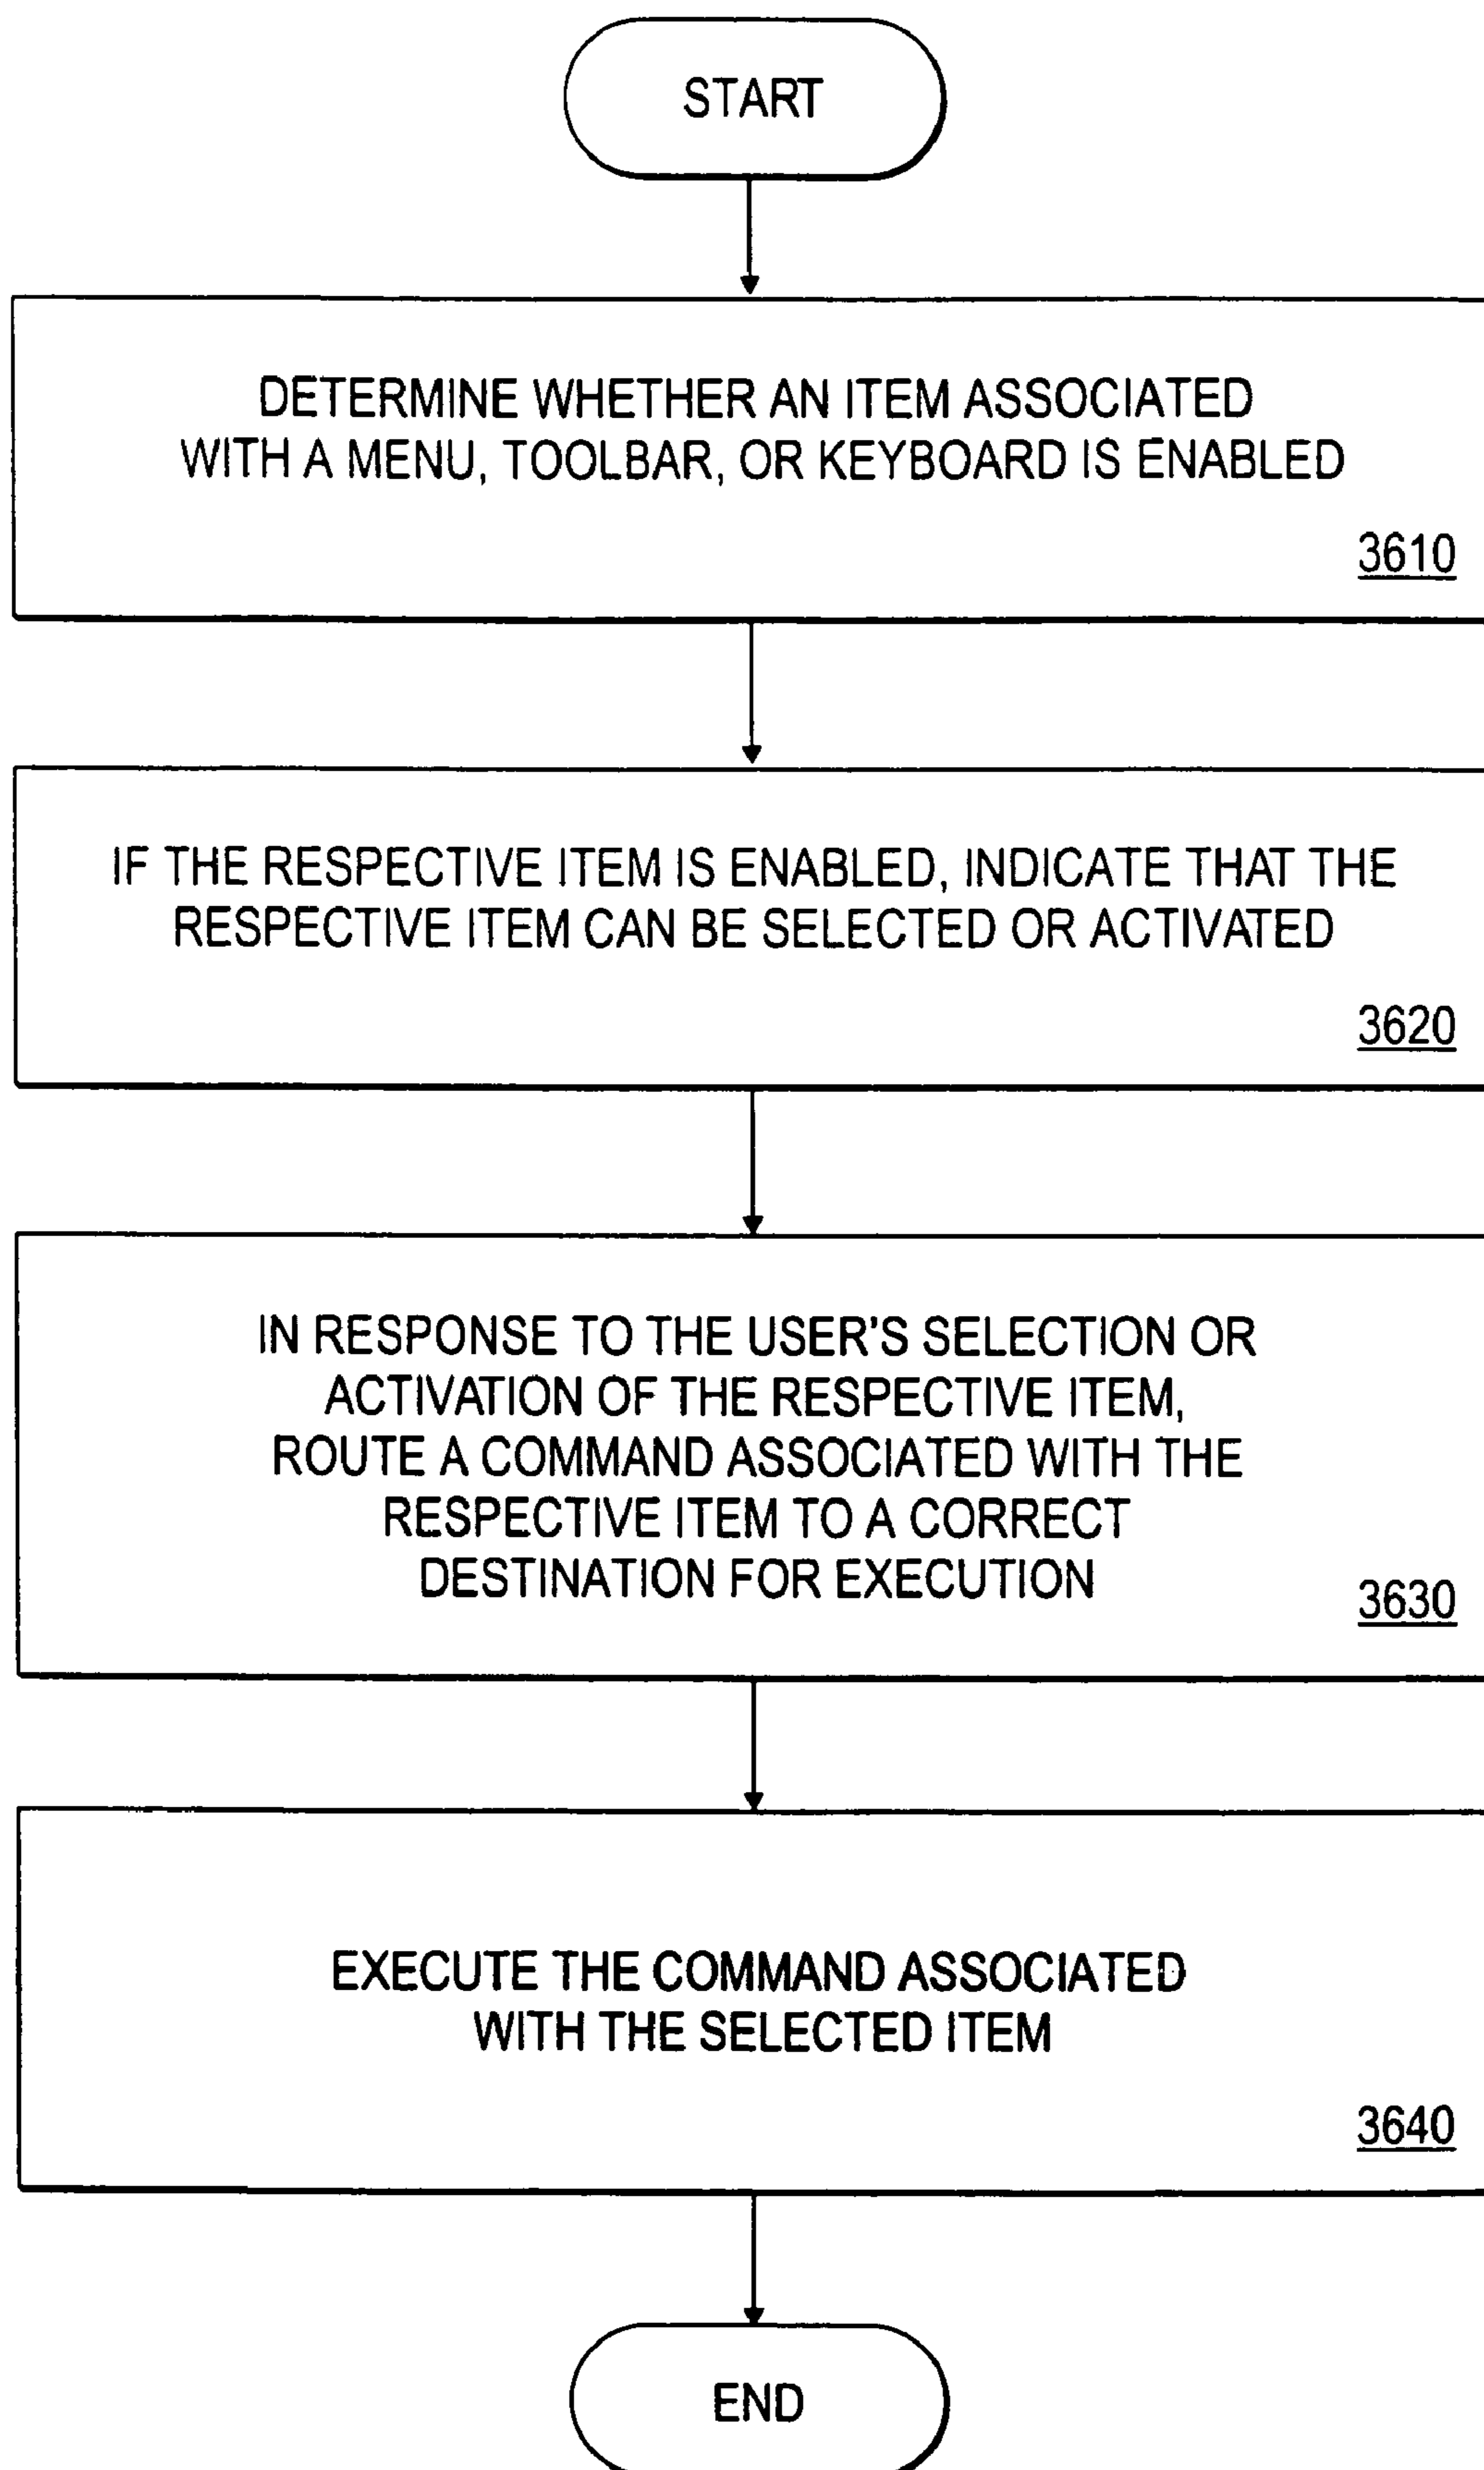 START
DETERMINE WHETHER AN ITEM ASSOCIATED
WITH A MENU, TOOLBAR, OR KEYBOARD IS ENABLED
3610
IF THE RESPECTIVE ITEM IS ENABLED, INDICATE THAT THE
RESPECTIVE ITEM CAN BE SELECTED OR ACTIVATED
3620
IN RESPONSE TO THE USER'S SELECTION OR
ACTIVATION OF THE RESPECTIVE ITEM,
ROUTE A COMMAND ASSOCIATED WITH THE
RESPECTIVE ITEM TO A CORRECT
DESTINATION FOR EXECUTION
3630
EXECUTE THE COMMAND ASSOCIATED
WITH THE SELECTED ITEM
3640
END